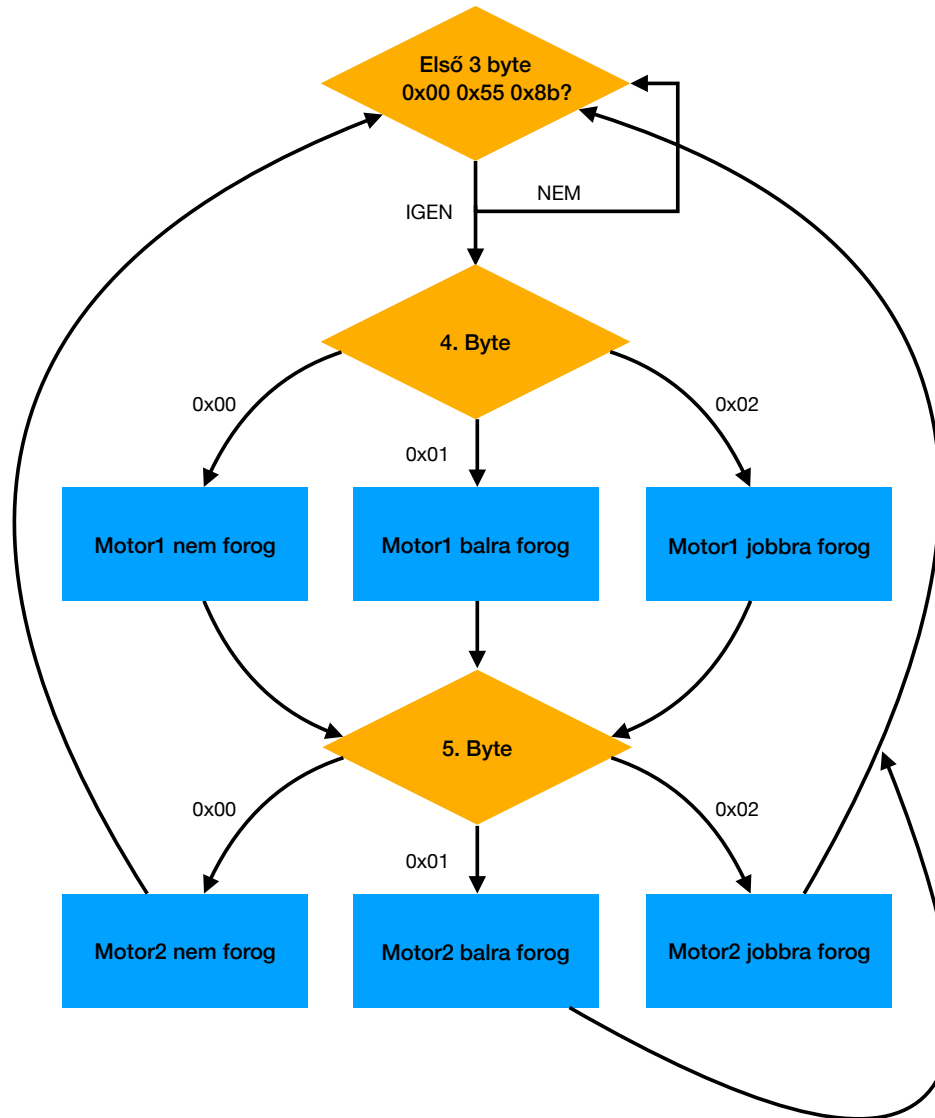 Első 3 byte
0x00 0x55 0x8b?
NEM
IGEN
4. Byte
0x00
0x02
0x01
Motor1 nem forog
Motor1 balra forog
Motor1 jobbra forog
5. Byte
0x00
0x02
0x01
Motor2 nem forog
Motor2 balra forog
Motor2 jobbra forog